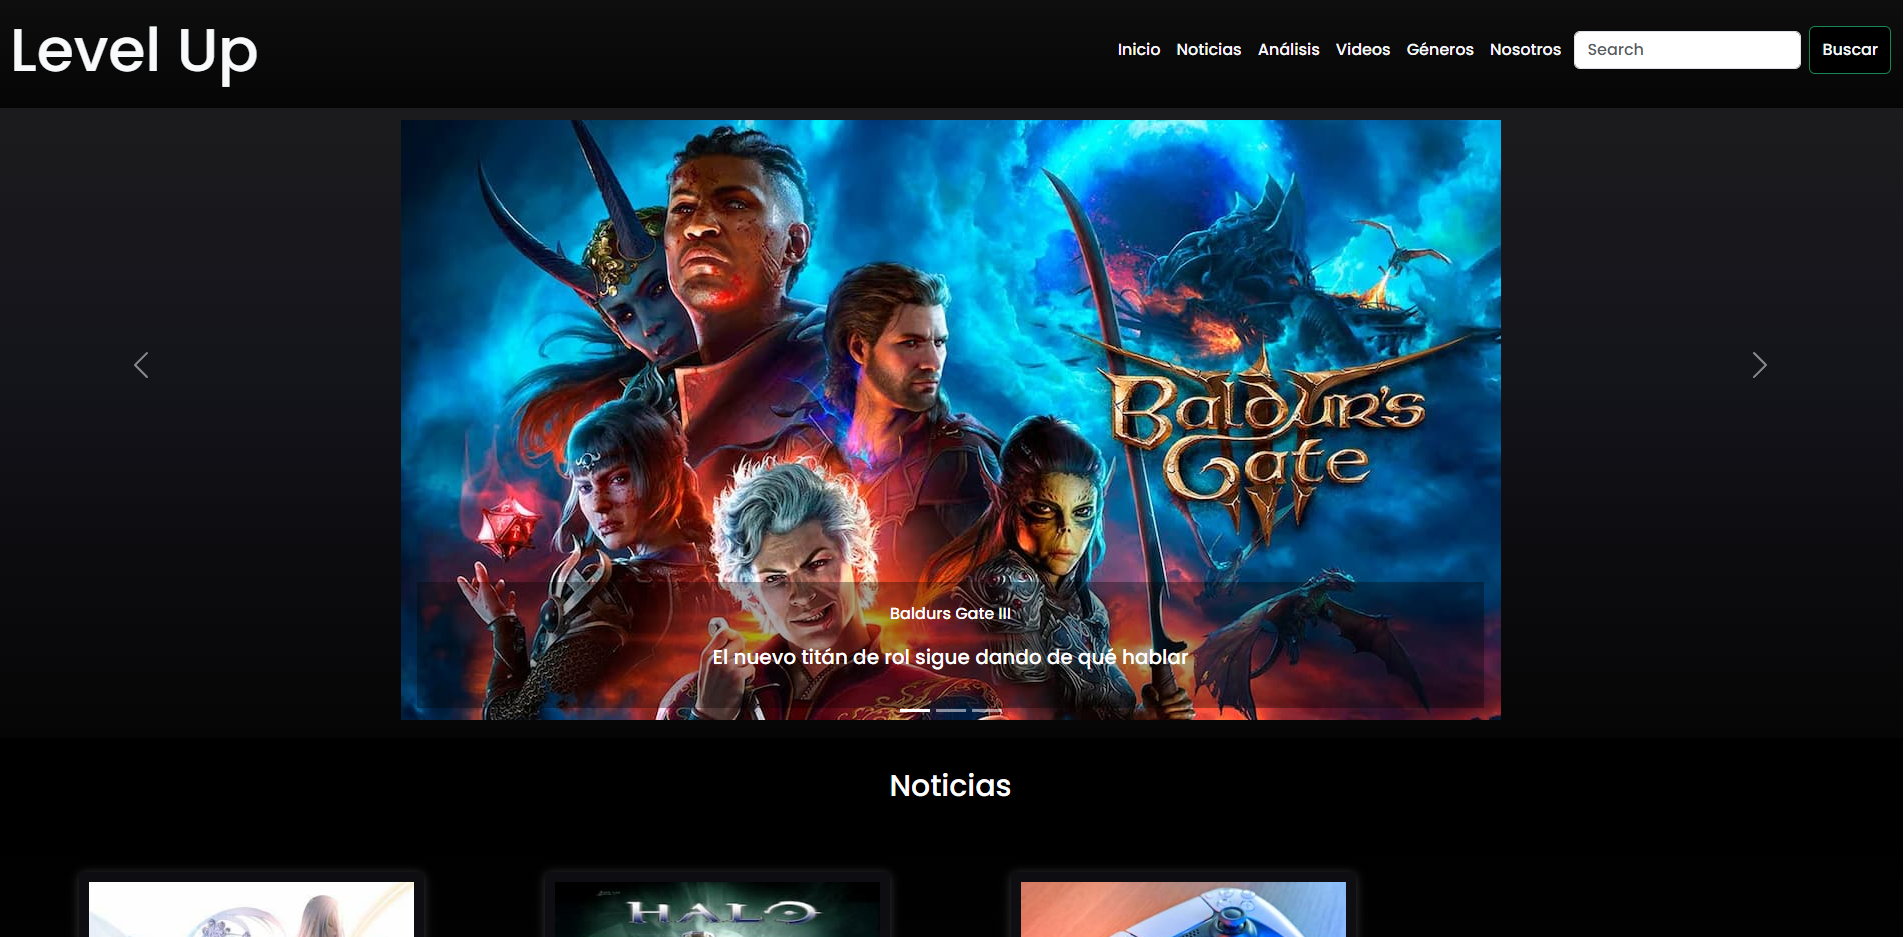 Level Up
Inicio Noticias Análisis Videos Géneros Nosotros Search Buscar
BALDUR'S
GATE
III
Baldurs Gate III
El nuevo titán de rol sigue dando de qué hablar
Noticias
HALO